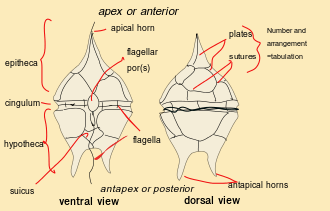 apex or anterior
apical horn
plates
Number and
arrangement
=tabulation
flagellar
por(s)
sutures
epitheca
cingulum
hypotheca
flagella
suicus
antapex or posterior
antapical horns
ventral view
dorsal view